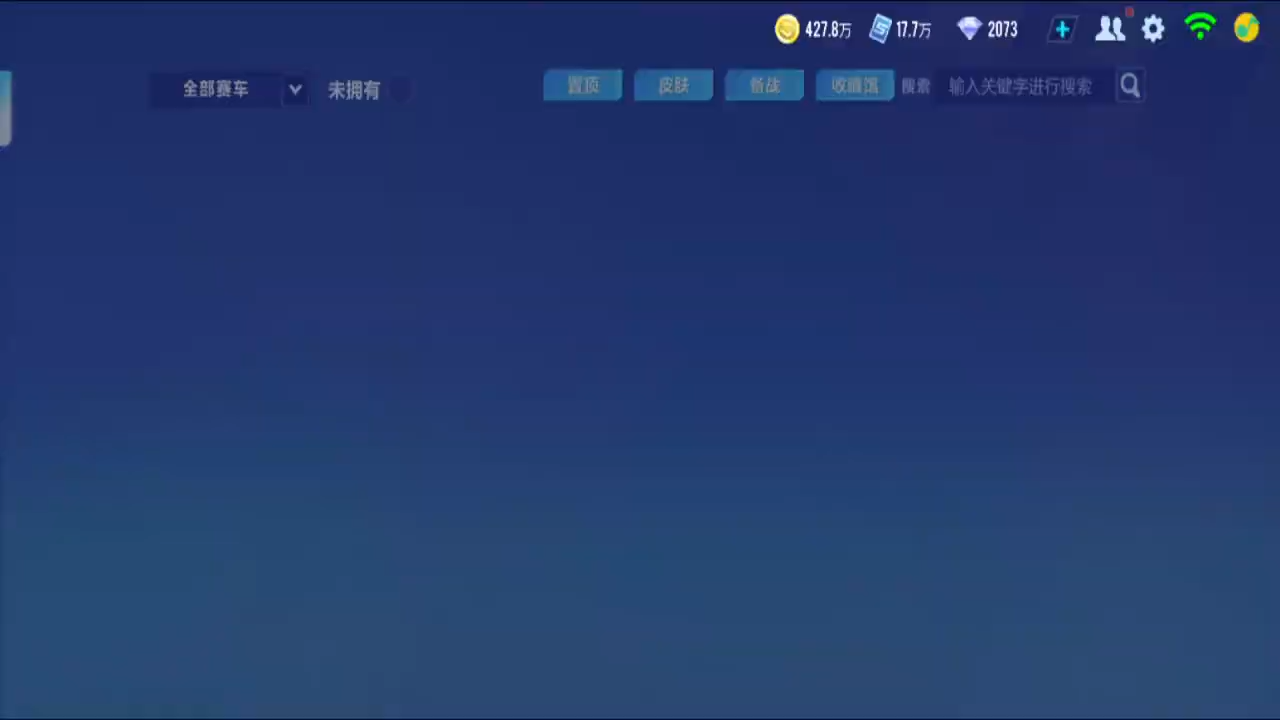 427.8万 17.7万 2073
全部赛车 未拥有 置顶 皮肤 备战 收藏馆 搜索 输入关键字进行搜索